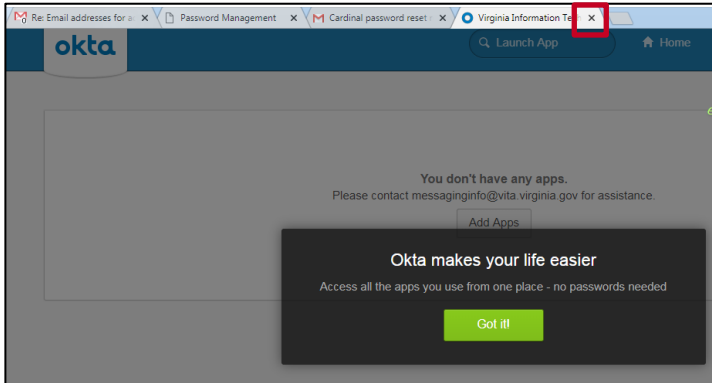 Re: Email addresses for a
Password Management
Cardinal password reset
Virginia Information Te
okta
Launch App
Home
You don't have any apps.
Please contact messaginginfo@vita.virginia.gov for assistance.
Add Apps
Okta makes your life easier
Access all the apps you use from one place - no passwords needed
Got it!